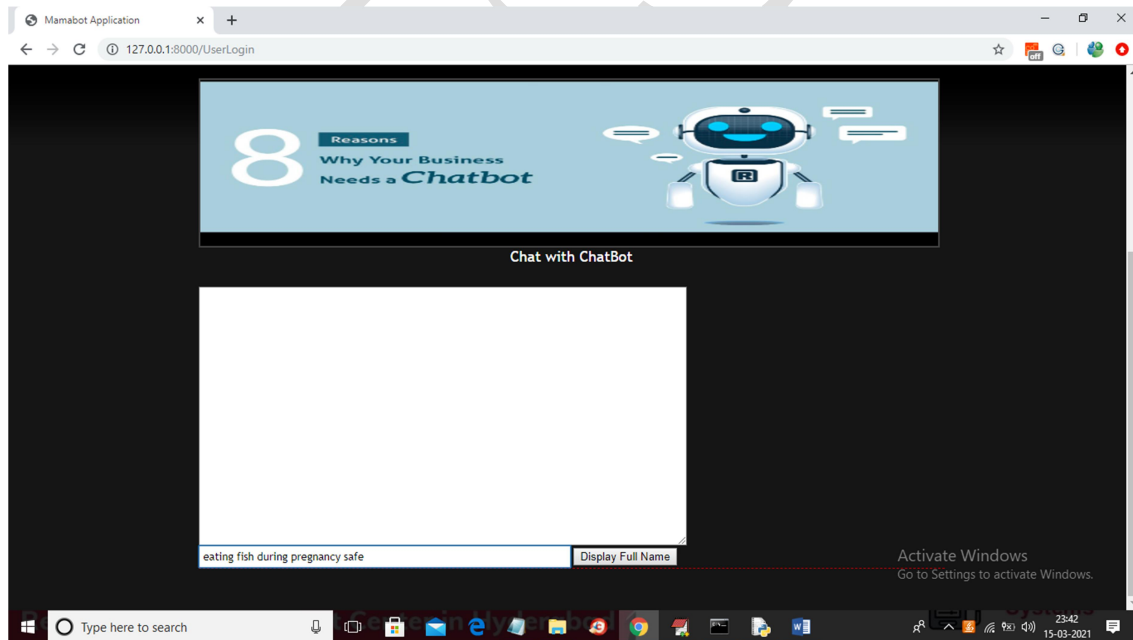 Mamabot Application
127.0.0.1:8000/UserLogin
off
8
Reasons
Why Your Business
Needs a Chatbot
R
Chat with ChatBot
eating fish during pregnancy safe
Display Full Name
Activate Windows
Go to Settings to activate Windows.
Systems
Type here to search
23:42
15-03-2021